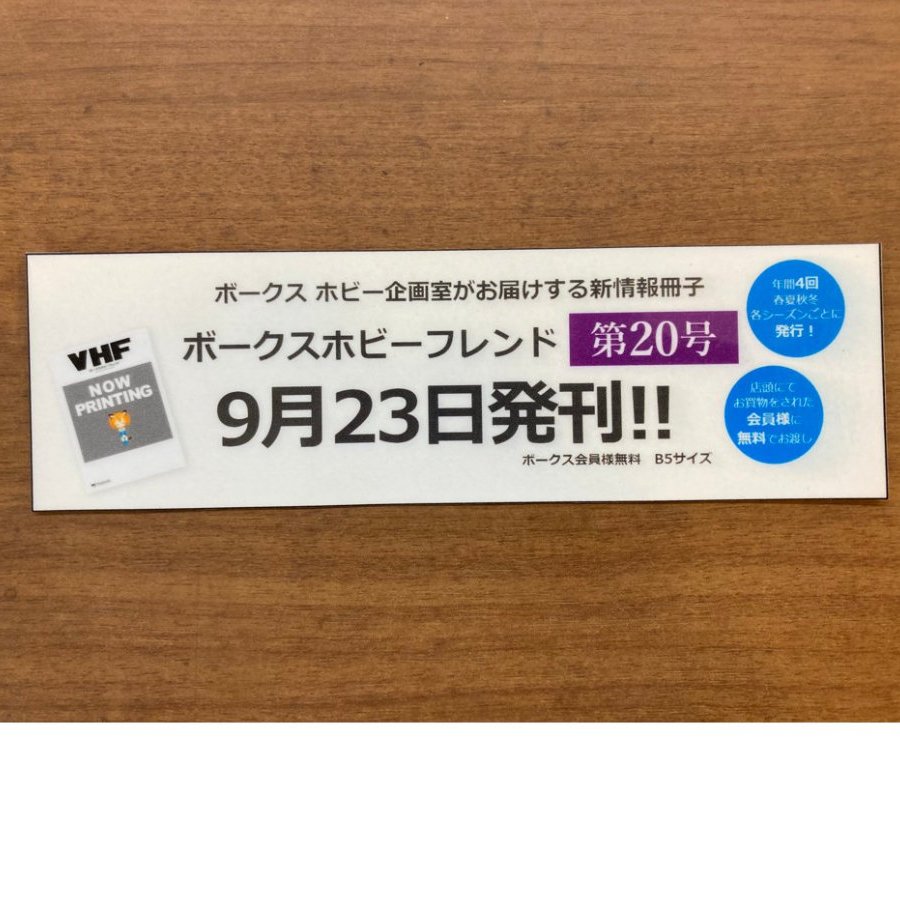 ボークス ホビー企画室がお届けする新情報冊子
ボークスホビーフレンド 第20号
9月23日発刊!!
ボークス会員様無料 B5サイズ
VHF
NOW
PRINTING
年間4回
春夏秋冬
各シーズンごとに
発行！
店頭にて
お買物をされた
会員様に
無料でお渡し